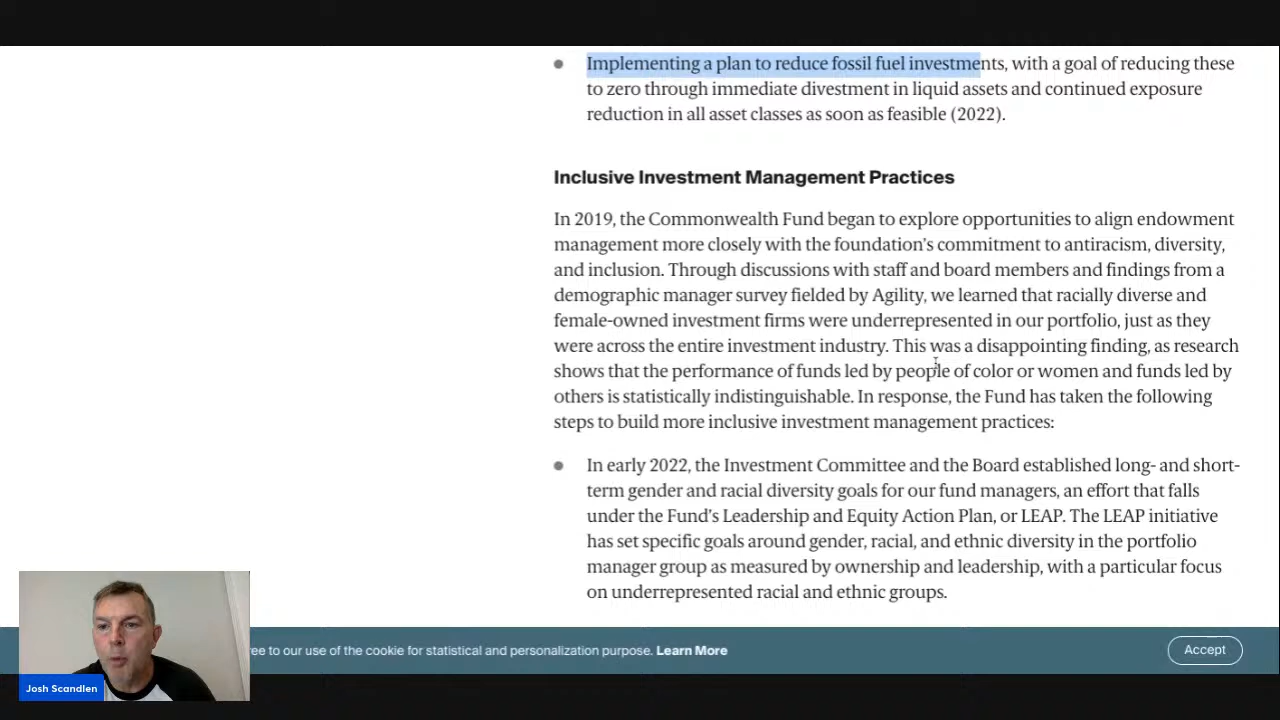 Implementing a plan to reduce fossil fuel investments, with a goal of reducing these
to zero through immediate divestment in liquid assets and continued exposure
reduction in all asset classes as soon as feasible (2022).
Inclusive Investment Management Practices
In 2019, the Commonwealth Fund began to explore opportunities to align endowment
management more closely with the foundation's commitment to antiracism, diversity,
and inclusion. Through discussions with staff and board members and findings from a
demographic manager survey fielded by Agility, we learned that racially diverse and
female-owned investment firms were underrepresented in our portfolio, just as they
were across the entire investment industry. This was a disappointing finding, as research
shows that the performance of funds led by people of color or women and funds led by
others is statistically indistinguishable. In response, the Fund has taken the following
steps to build more inclusive investment management practices:
In early 2022, the Investment Committee and the Board established long- and short-
term gender and racial diversity goals for our fund managers, an effort that falls
under the Fund's Leadership and Equity Action Plan, or LEAP. The LEAP initiative
has set specific goals around gender, racial, and ethnic diversity in the portfolio
manager group as measured by ownership and leadership, with a particular focus
on underrepresented racial and ethnic groups.
ree to our use of the cookie for statistical and personalization purpose. Learn More
Accept
Josh Scandlen